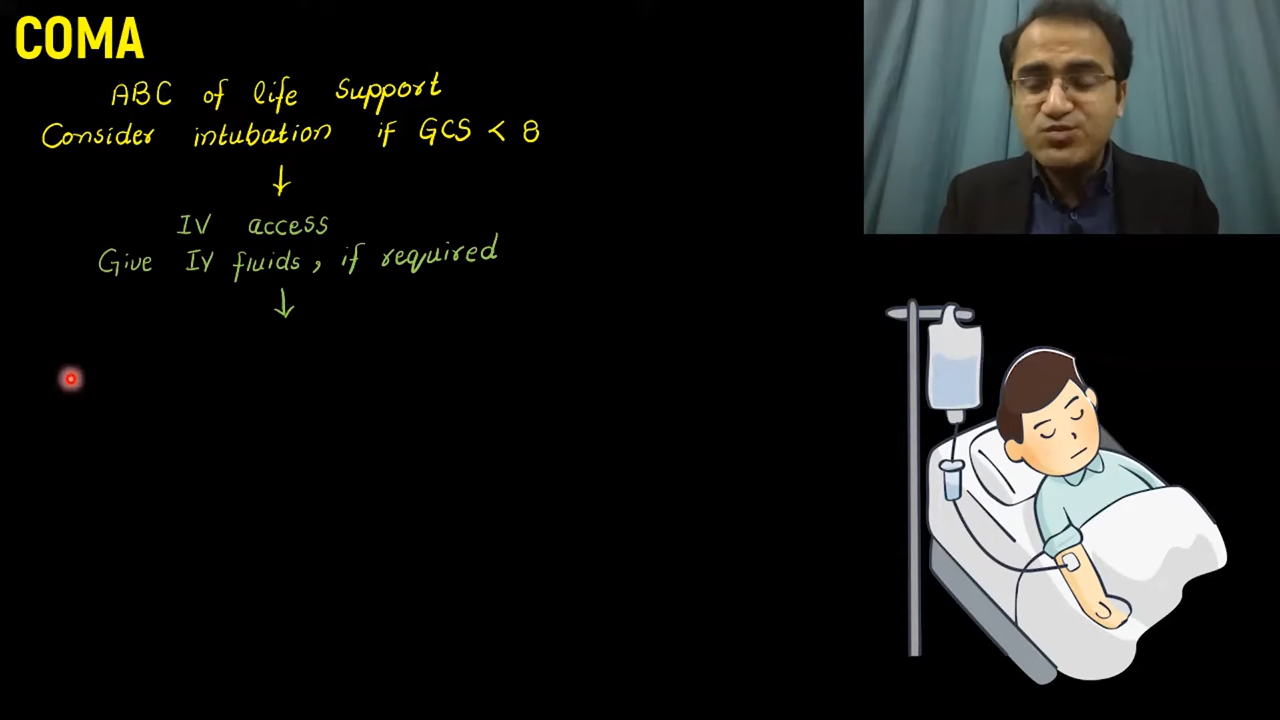 COMA
ABC of life support
Consider intubation if GCS < 8
↓
IV access
Give IV fluids, if required
↓